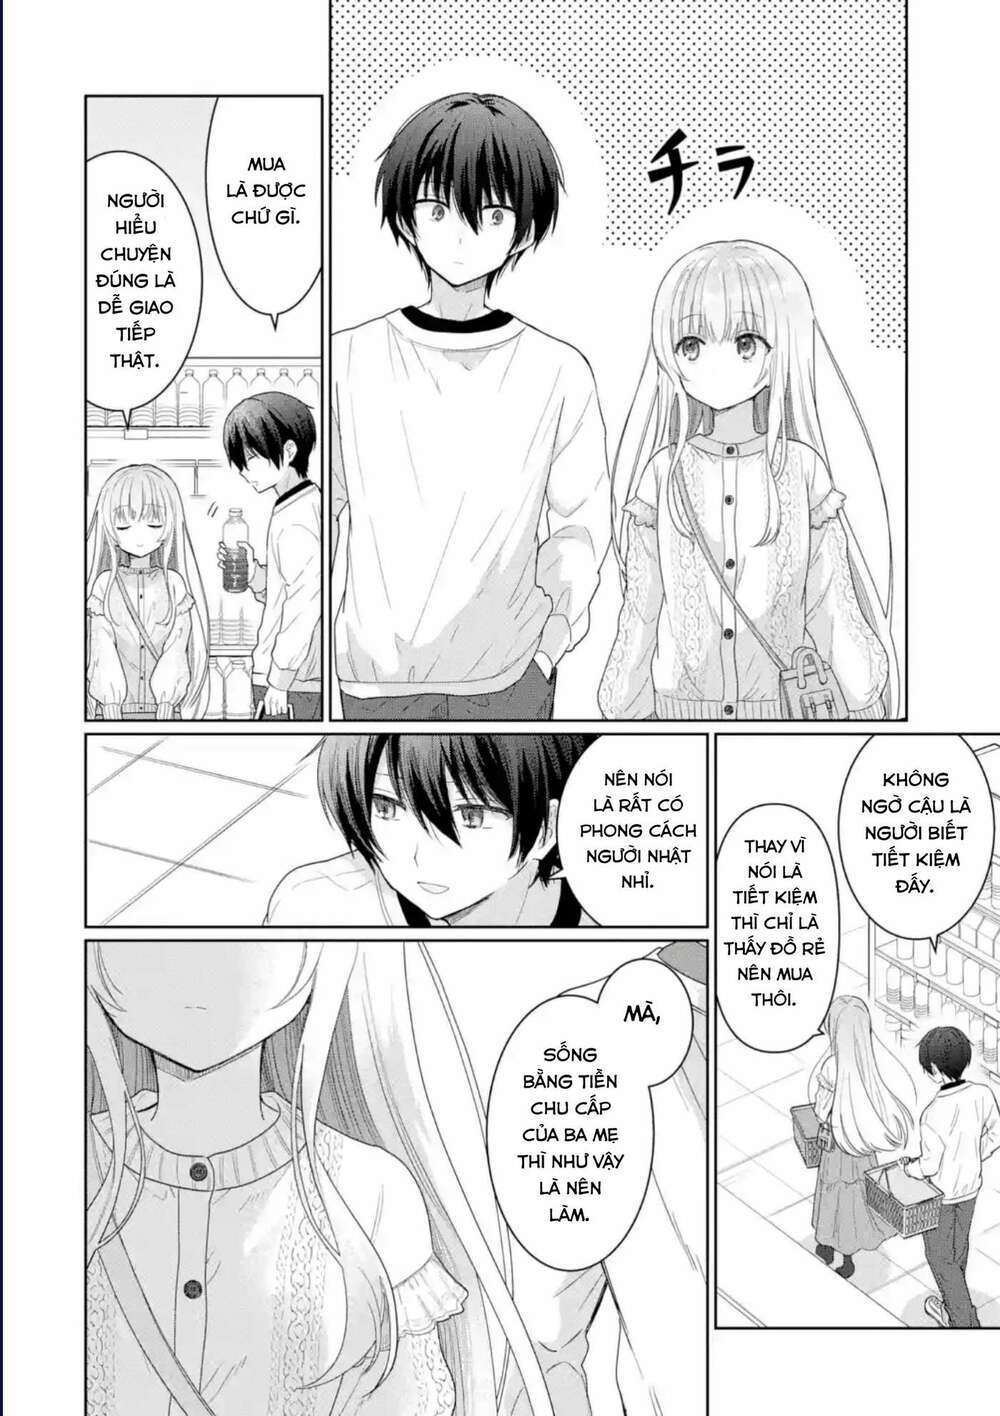 チラ
MUA
LÀ ĐƯỢC
CHỨ GÌ.
NGƯỜI
HIỂU
CHUYỆN
ĐÚNG LÀ
DỄ GIAO
TIẾP
THẬT.
KHÔNG
NGỜ CẬU LÀ
NGƯỜI BIẾT
TIẾT KIỆM
ĐẤY.
THAY VÌ
NÓI LÀ
TIẾT KIỆM
THÌ CHỈ LÀ
THẤY ĐỒ RẺ
NÊN MUA
THÔI.
NÊN NÓI
LÀ RẤT CÓ
PHONG CÁCH
NGƯỜI NHẬT
NHỈ.
MÀ,
SỐNG
BẰNG TIỀN
CHU CẤP
CỦA BA MẸ
THÌ NHƯ VẬY
LÀ NÊN
LÀM.